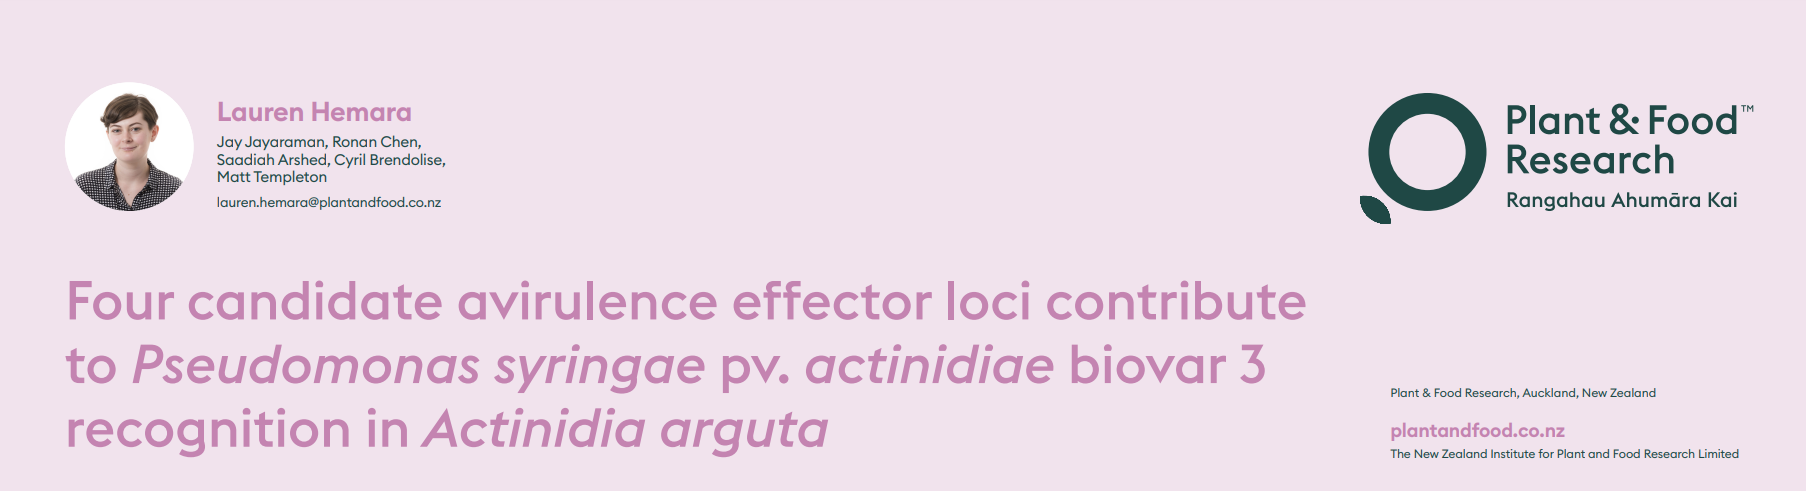 Lauren Hemara
Jay Jayaraman, Ronan Chen,
Saadiah Arshed, Cyril Brendolise,
Matt Templeton
lauren.hemara@plantandfood.co.nz
Plant & Food™
Research
Rangahau Ahumāra Kai
Four candidate avirulence effector loci contribute
to Pseudomonas syringae pv. actinidiae biovar 3
recognition in Actinidia arguta
Plant & Food Research, Auckland, New Zealand
plantandfood.co.nz
The New Zealand Institute for Plant and Food Research Limited